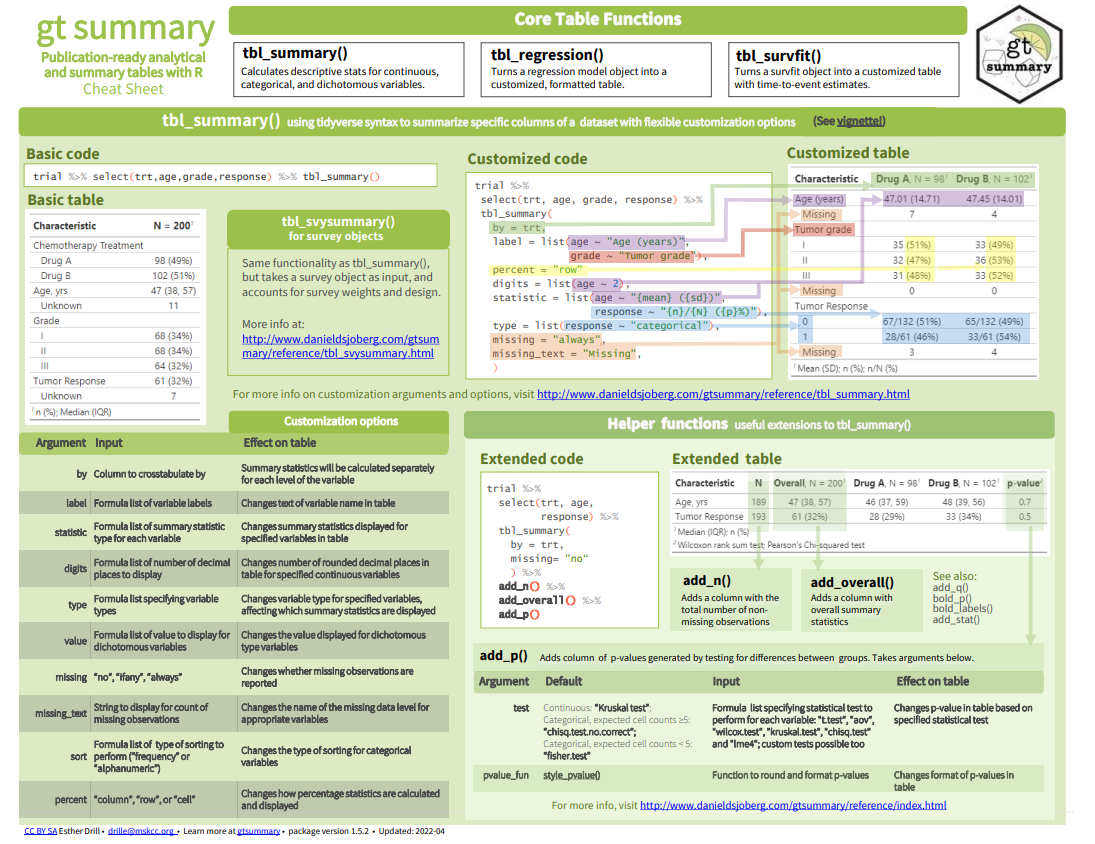 gt summary
Publication-ready analytical
and summary tables with R
Cheat Sheet
Core Table Functions
tbl_summary()
Calculates descriptive stats for continuous,
categorical, and dichotomous variables.
tbl_regression()
Turns a regression model object into a
customized, formatted table.
tbl_survfit()
Turns a survfit object into a customized table
with time-to-event estimates.
gt
summary
tbl_summary() using tidyverse syntax to summarize specific columns of a dataset with flexible customization options (See vignette!)
Basic code
trial %>% select(trt,age,grade,response) %>% tbl_summary()
Basic table
Characteristic N = 200¹
Chemotherapy Treatment
Drug A 98 (49%)
Drug B 102 (51%)
Age, yrs 47 (38, 57)
Unknown 11
Grade
I 68 (34%)
II 68 (34%)
III 64 (32%)
Tumor Response 61 (32%)
Unknown 7
¹ n (%); Median (IQR)
tbl_svysummary()
for survey objects
Same functionality as tbl_summary(),
but takes a survey object as input, and
accounts for survey weights and design.
More info at:
http://www.danieldsjoberg.com/gtsum
mary/reference/tbl_svysummary.html
Customized code
trial %>%
select(trt, age, grade, response) %>%
tbl_summary(
by = trt,
label = list(age ~ "Age (years)",
grade ~ "Tumor grade"),
percent = "row"
digits = list(age ~ 2),
statistic = list(age ~ "{mean} ({sd})",
response ~ "{n}/{N} ({p}%)")
type = list(response ~ "categorical"),
missing = "always",
missing_text = "Missing",
)
Customized table
Characteristic Drug A, N = 98¹ Drug B, N = 102¹
Age (years) 47.01 (14.71) 47.45 (14.01)
Missing 7 4
Tumor grade
I 35 (51%) 33 (49%)
II 32 (47%) 36 (53%)
III 31 (48%) 33 (52%)
Missing 0 0
Tumor Response
0 67/132 (51%) 65/132 (49%)
1 28/61 (46%) 33/61 (54%)
Missing 3 4
¹ Mean (SD); n (%); n/N (%)
For more info on customization arguments and options, visit http://www.danieldsjoberg.com/gtsummary/reference/tbl_summary.html
Customization options
Argument Input Effect on table
by Column to crosstabulate by Summary statistics will be calculated separately
for each level of the variable
label Formula list of variable labels Changes text of variable name in table
statistic Formula list of summary statistic
type for each variable Changes summary statistics displayed for
specified variables in table
digits Formula list of number of decimal
places to display Changes number of rounded decimal places in
table for specified continuous variables
type Formula list specifying variable
types Changes variable type for specified variables,
affecting which summary statistics are displayed
value Formula list of value to display for
dichotomous variables Changes the value displayed for dichotomous
type variables
missing "no", "ifany", "always" Changes whether missing observations are
reported
missing_text String to display for count of
missing observations Changes the name of the missing data level for
appropriate variables
sort Formula list of type of sorting to
perform ("frequency" or
"alphanumeric") Changes the type of sorting for categorical
variables
percent "column", "row", or "cell" Changes how percentage statistics are calculated
and displayed
Helper functions useful extensions to tbl_summary()
Extended code
trial %>%
select(trt, age,
response) %>%
tbl_summary(
by = trt,
missing= "no"
) %>%
add_n() %>%
add_overall() %>%
add_p()
Extended table
Characteristic N Overall, N = 200¹ Drug A, N = 98¹ Drug B, N = 102¹ p-value²
Age, yrs 189 47 (38, 57) 46 (37, 59) 48 (39, 56) 0.7
Tumor Response 193 61 (32%) 28 (29%) 33 (34%) 0.5
¹ Median (IQR); n (%)
² Wilcoxon rank sum test; Pearson's Chi-squared test
add_n()
Adds a column with the
total number of non-
missing observations
add_overall()
Adds a column with
overall summary
statistics
See also:
add_q()
bold_p()
bold_labels()
add_stat()
add_p() Adds column of p-values generated by testing for differences between groups. Takes arguments below.
Argument Default Input Effect on table
test Continuous: "Kruskal test";
Categorical, expected cell counts ≥5:
"chisq.test.no.correct";
Categorical, expected cell counts < 5:
"fisher.test"
Formula list specifying statistical test to
perform for each variable: "t.test", "aov",
"wilcox.test", "kruskal.test", "chisq.test"
and "lme4"; custom tests possible too
Changes p-value in table based on
specified statistical test
pvalue_fun style_pvalue() Function to round and format p-values Changes format of p-values in
table
For more info, visit http://www.danieldsjoberg.com/gtsummary/reference/index.html
CC BY SA Esther Drill • drille@mskcc.org • Learn more at gtsummary • package version 1.5.2 • Updated: 2022-04